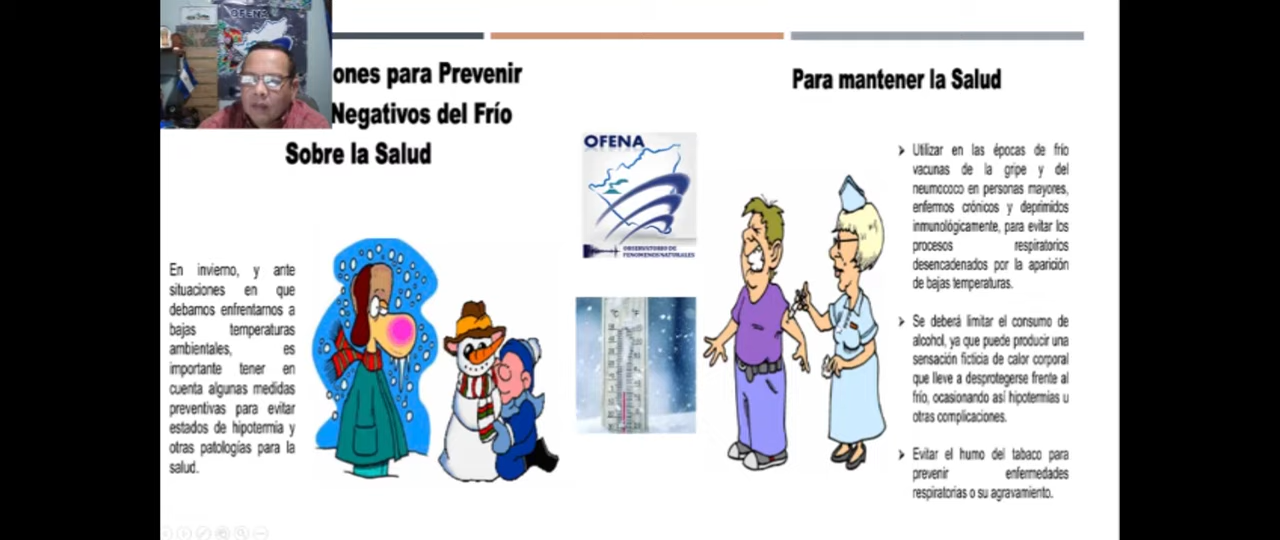 OFENA
ones para Prevenir
Negativos del Frío
Sobre la Salud
En invierno, y ante
situaciones en que
debamos enfrentarnos a
bajas temperaturas
ambientales, es
importante tener en
cuenta algunas medidas
preventivas para evitar
estados de hipotermia y
otras patologías para la
salud.
OFENA
OBSERVATORIO DE
FENOMENOS NATURALES
°C °F
Para mantener la Salud
➤ Utilizar en las épocas de frío
vacunas de la gripe y del
neumococo en personas mayores,
enfermos crónicos y deprimidos
inmunológicamente, para evitar los
procesos respiratorios
desencadenados por la aparición
de bajas temperaturas.
➤ Se deberá limitar el consumo de
alcohol, ya que puede producir una
sensación ficticia de calor corporal
que lleve a desprotegerse frente al
frío, ocasionando así hipotermias u
otras complicaciones.
➤ Evitar el humo del tabaco para
prevenir enfermedades
respiratorias o su agravamiento.